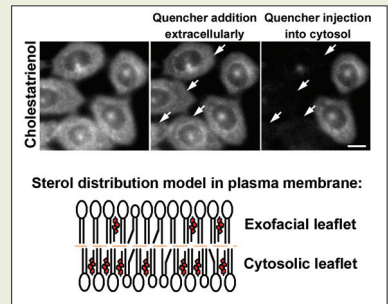 Quencher addition Quencher injection
extracellularly into cytosol
Cholestatrienol
Sterol distribution model in plasma membrane:
Exofacial leaflet
Cytosolic leaflet